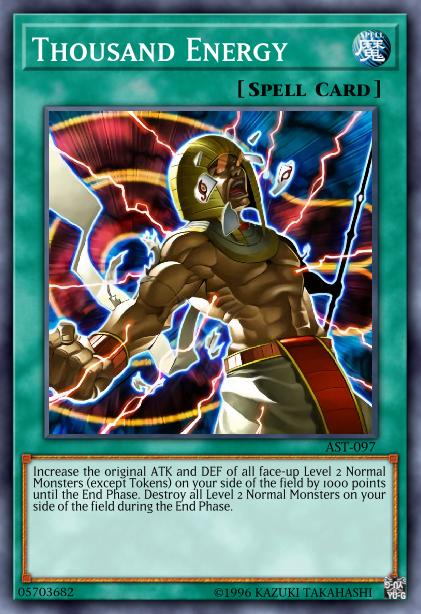 THOUSAND ENERGY
SPELL
魔
[SPELL CARD]
AST-097
Increase the original ATK and DEF of all face-up Level 2 Normal
Monsters (except Tokens) on your side of the field by 1000 points
until the End Phase. Destroy all Level 2 Normal Monsters on your
side of the field during the End Phase.
05703682
©1996 KAZUKI TAKAHASHI